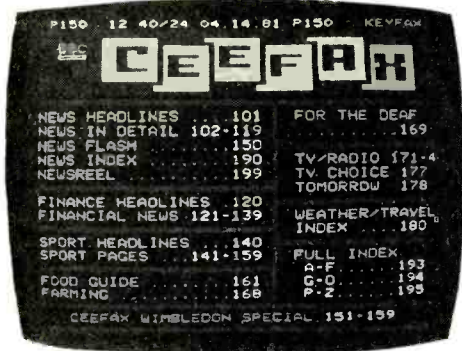 P150 12 40/24 04.14.81 P150 KEYFAX
CEEFAX
NEWS HEADLINES ....101
NEWS IN DETAIL 102-119
NEWS FLASH .....150
NEWS INDEX .....190
NEWSREEL .......199
FINANCE HEADLINES .120
FINANCIAL NEWS 121-139
SPORT HEADLINES ...140
SPORT PAGES ...141-159
FOOD GUIDE .......161
FARMING ..........168
FOR THE DEAF
...........169
TV/RADIO 171-4
TV CHOICE 177
TOMORROW 178
WEATHER/TRAVEL
INDEX ....180
FULL INDEX
A-F .....193
G-O .....194
P-Z .....195
CEEFAX WIMBLEDON SPECIAL 151-159